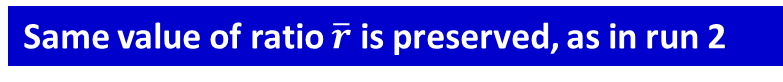 Same value of ratio r̅ is preserved, as in run 2